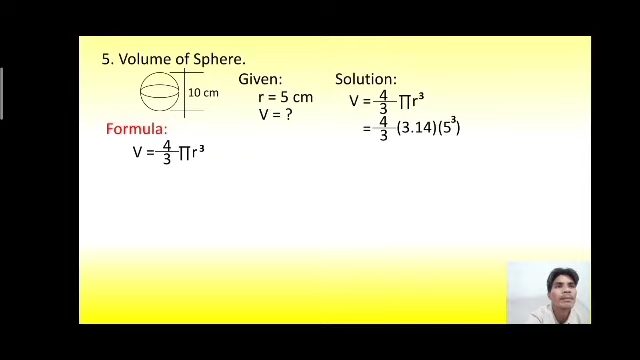 5. Volume of Sphere.
10 cm
Given:
r = 5 cm
V = ?
Formula:
V = 4/3 ∏r³
Solution:
V = 4/3 ∏r³
= 4/3 (3.14)(5³)